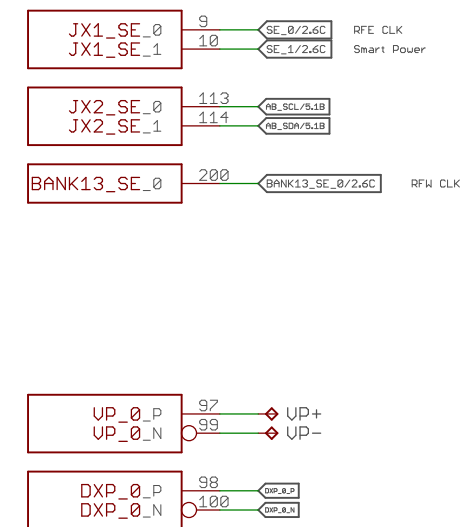 JX1_SE_0 9 SE_0/2.6C RFE CLK
JX1_SE_1 10 SE_1/2.6C Smart Power
JX2_SE_0 113 AB_SCL/5.1B
JX2_SE_1 114 AB_SDA/5.1B
BANK13_SE_0 200 BANK13_SE_0/2.6C RFW CLK
VP_0_P 97 VP+
VP_0_N 99 VP-
DXP_0_P 98 DXP_0_P
DXP_0_N 100 DXP_0_N